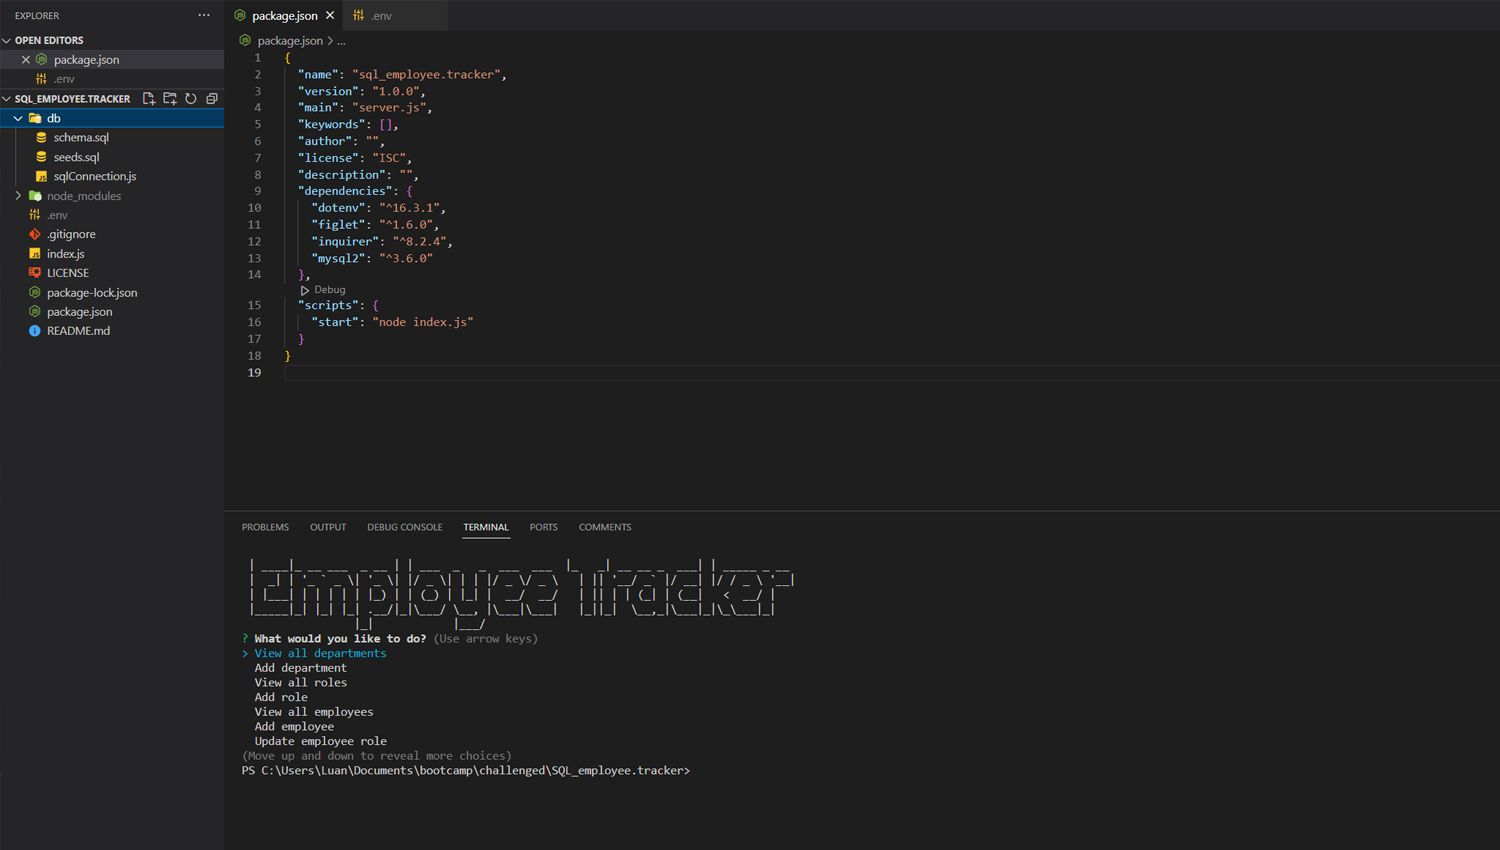 EXPLORER ...
package.json
.env
OPEN EDITORS
package.json
.env
SQL_EMPLOYEE.TRACKER
db
schema.sql
seeds.sql
sqlConnection.js
node_modules
.env
.gitignore
index.js
LICENSE
package-lock.json
package.json
README.md
package.json > ...
1 {
2 "name": "sql_employee.tracker",
3 "version": "1.0.0",
4 "main": "server.js",
5 "keywords": [],
6 "author": "",
7 "license": "ISC",
8 "description": "",
9 "dependencies": {
10 "dotenv": "^16.3.1",
11 "figlet": "^1.6.0",
12 "inquirer": "^8.2.4",
13 "mysql2": "^3.6.0"
14 },
Debug
15 "scripts": {
16 "start": "node index.js"
17 }
18 }
19
PROBLEMS OUTPUT DEBUG CONSOLE TERMINAL PORTS COMMENTS
Employee Tracker
? What would you like to do? (Use arrow keys)
> View all departments
Add department
View all roles
Add role
View all employees
Add employee
Update employee role
(Move up and down to reveal more choices)
PS C:\Users\Luan\Documents\bootcamp\challenged\SQL_employee.tracker>